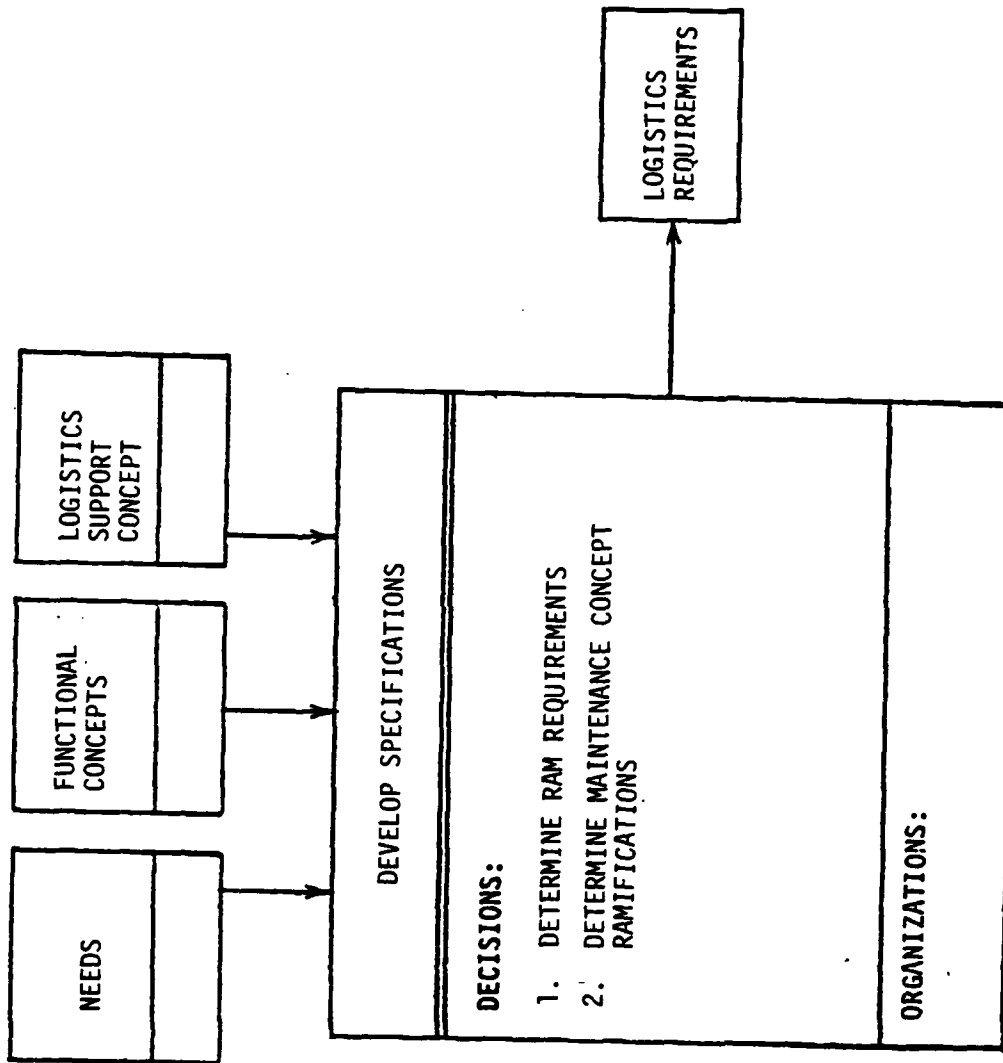 NEEDS
FUNCTIONAL
CONCEPTS
LOGISTICS
SUPPORT
CONCEPT
DEVELOP SPECIFICATIONS
DECISIONS:
1. DETERMINE RAM REQUIREMENTS
2. DETERMINE MAINTENANCE CONCEPT
RAMIFICATIONS
ORGANIZATIONS:
LOGISTICS
REQUIREMENTS